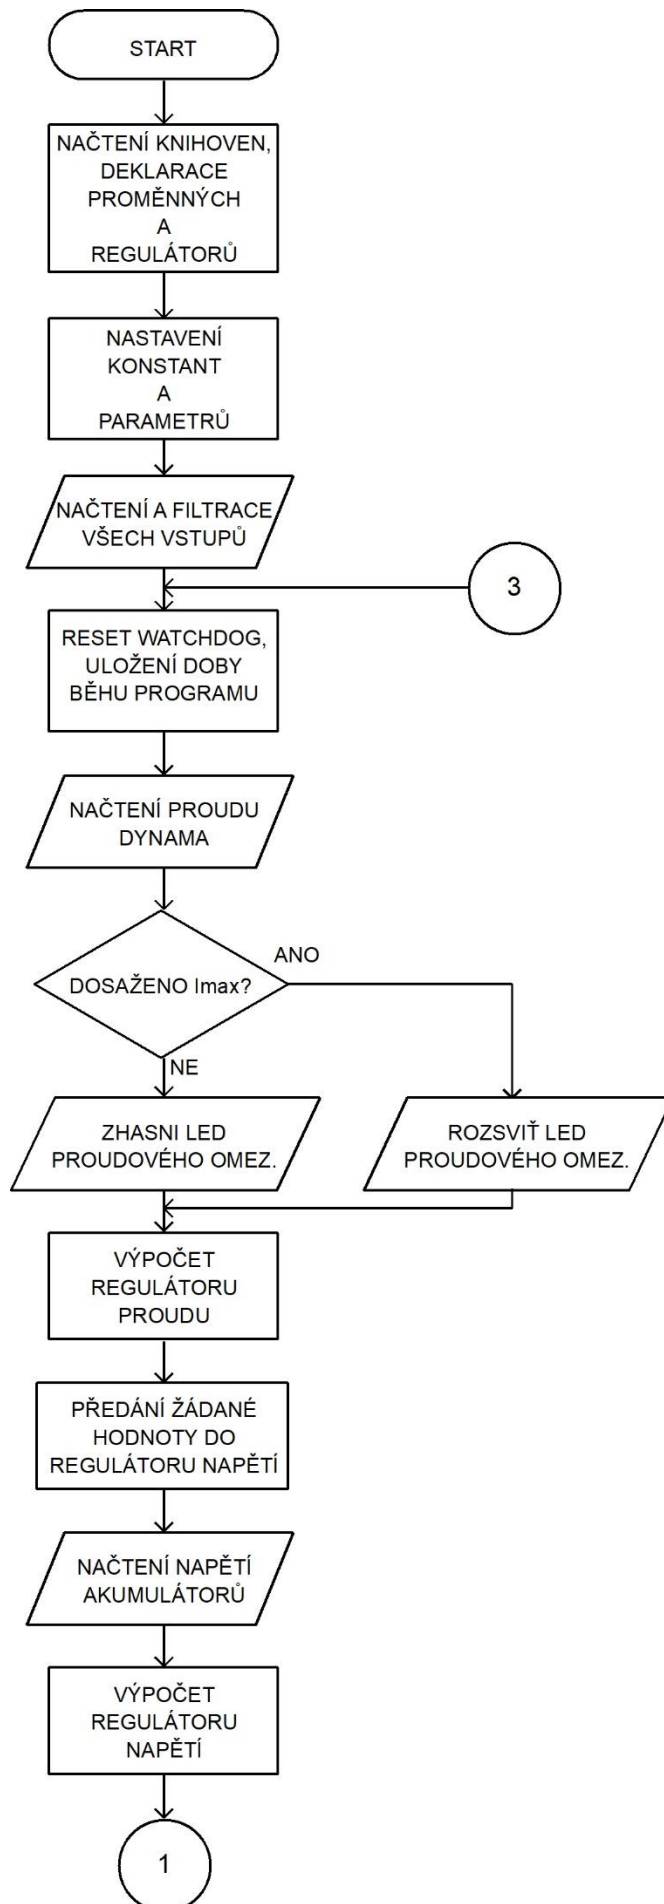 START
NAČTENÍ KNIHOVEN,
DEKLARACE
PROMĚNNÝCH
A
REGULÁTORŮ
NASTAVENÍ
KONSTANT
A
PARAMETRŮ
NAČTENÍ A FILTRACE
VŠECH VSTUPŮ
3
RESET WATCHDOG,
ULOŽENÍ DOBY
BĚHU PROGRAMU
NAČTENÍ PROUDU
DYNAMA
DOSAŽENO Imax?
ANO
NE
ZHASNI LED
PROUDOVÉHO OMEZ.
ROZSVIŤ LED
PROUDOVÉHO OMEZ.
VÝPOČET
REGULÁTORU
PROUDU
PŘEDÁNÍ ŽÁDANÉ
HODNOTY DO
REGULÁTORU NAPĚTÍ
NAČTENÍ NAPĚTÍ
AKUMULÁTORŮ
VÝPOČET
REGULÁTORU
NAPĚTÍ
1